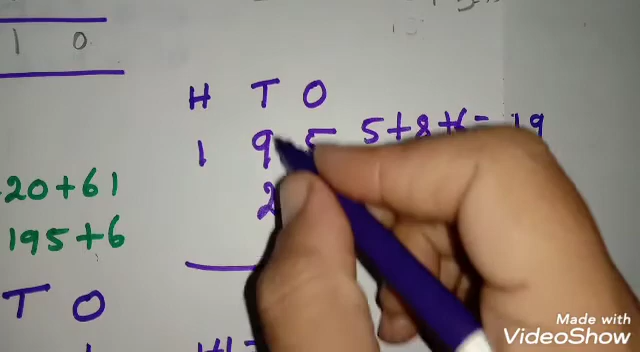 1 0
H T O
1 9 5 5+8+6= 19
20+61
2
195+6
T O
Made with
VideoShow